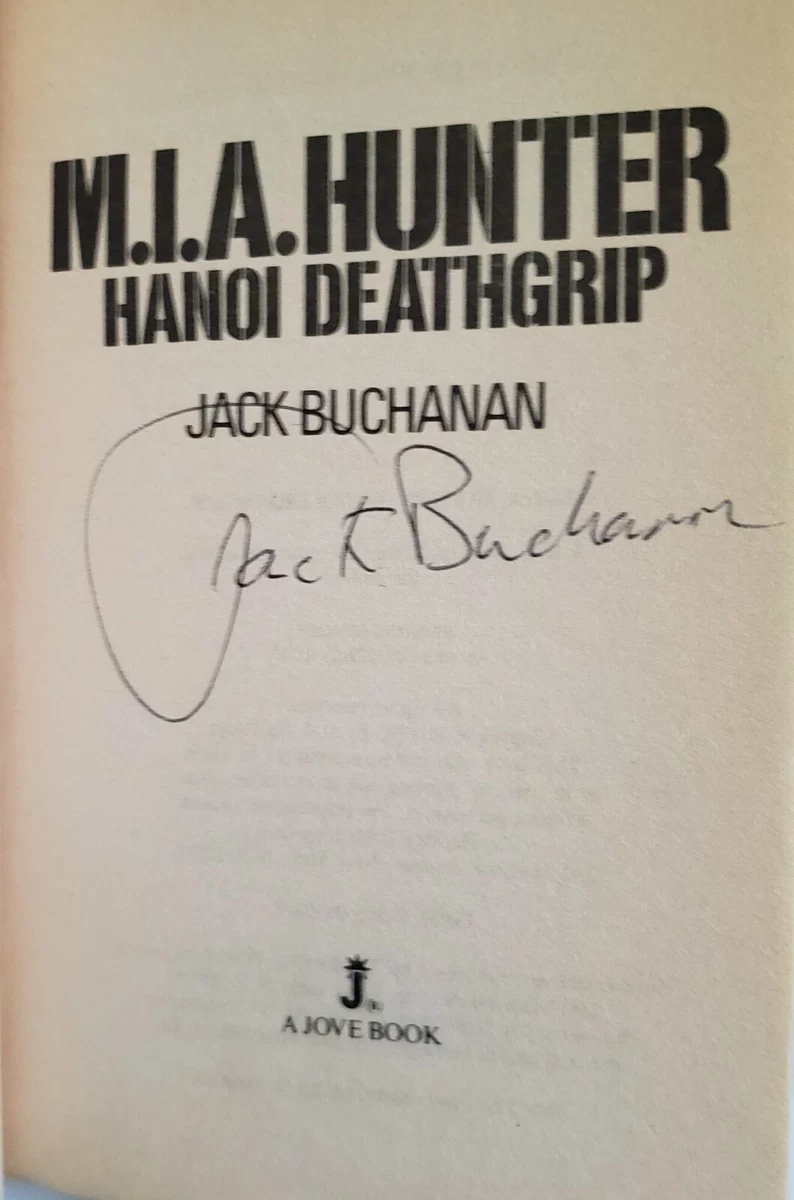 M.I.A. HUNTER
HANOI DEATHGRIP
JACK BUCHANAN
Jack Buchanan
J®
A JOVE BOOK